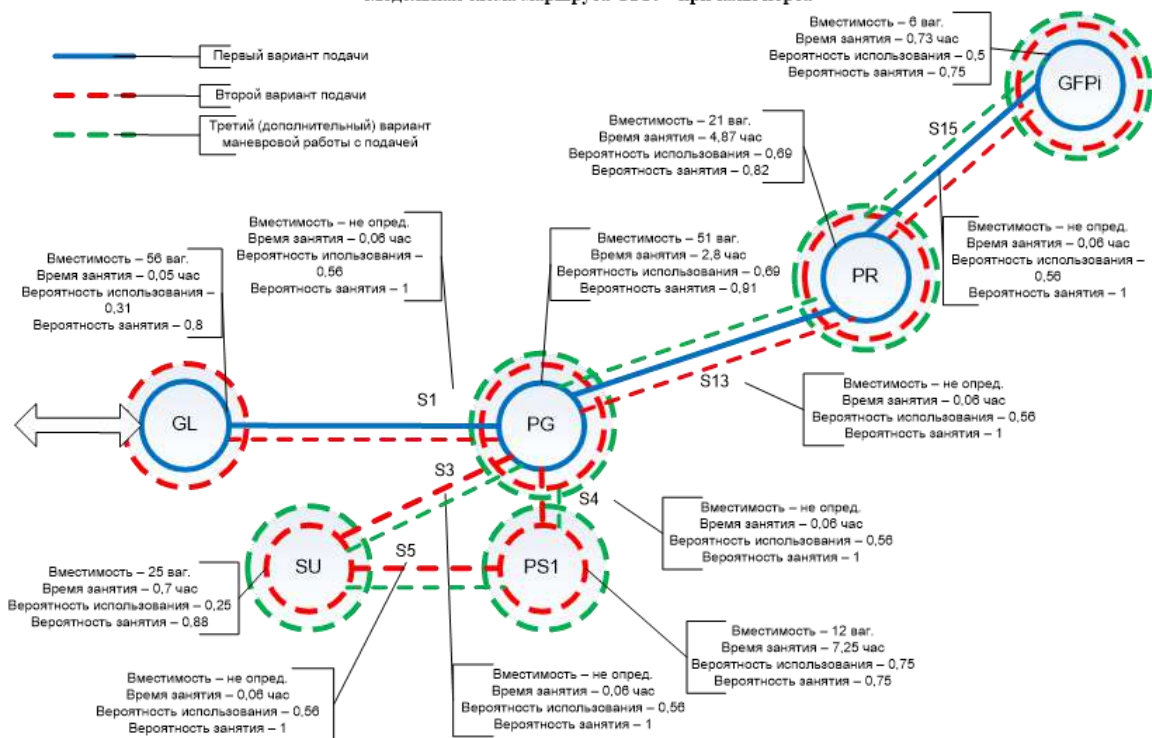 Первый вариант подачи
Второй вариант подачи
Третий (дополнительный) вариант
маневровой работы с подачей
Вместимость – 6 ваг.
Время занятия – 0,73 час
Вероятность использования – 0,5
Вероятность занятия – 0,75
GFPi
S15
Вместимость – 21 ваг.
Время занятия – 4,87 час
Вероятность использования – 0,69
Вероятность занятия – 0,82
PR
Вместимость – не опред.
Время занятия – 0,06 час
Вероятность использования –
0,56
Вероятность занятия – 1
Вместимость – не опред.
Время занятия – 0,06 час
Вероятность ипользования –
0,56
Вероятность занятия – 1
Вместимость – 51 ваг.
Время занятия – 2,8 час
Вероятность использования – 0,69
Вероятность занятия – 0,91
Вместимость – 56 ваг.
Время занятия – 0,05 час
Вероятность использования –
0,31
Вероятность занятия – 0,8
GL
S1
PG
S13
Вместимость – не опред.
Время занятия – 0,06 час
Вероятность использования – 0,56
Вероятность занятия – 1
S3
S4
Вместимость – не опред.
Время занятия – 0,06 час
Вероятность использования – 0,56
Вероятность занятия – 1
SU
S5
PS1
Вместимость – 25 ваг.
Время занятия – 0,7 час
Вероятность использования – 0,25
Вероятность занятия – 0,88
Вместимость – 12 ваг.
Время занятия – 7,25 час
Вероятность использования – 0,75
Вероятность занятия – 0,75
Вместимость – не опред.
Время занятия – 0,06 час
Вероятность использования – 0,56
Вероятность занятия – 1
Вместимость – не опред.
Время занятия – 0,06 час
Вероятность использования – 0,56
Вероятность занятия – 1